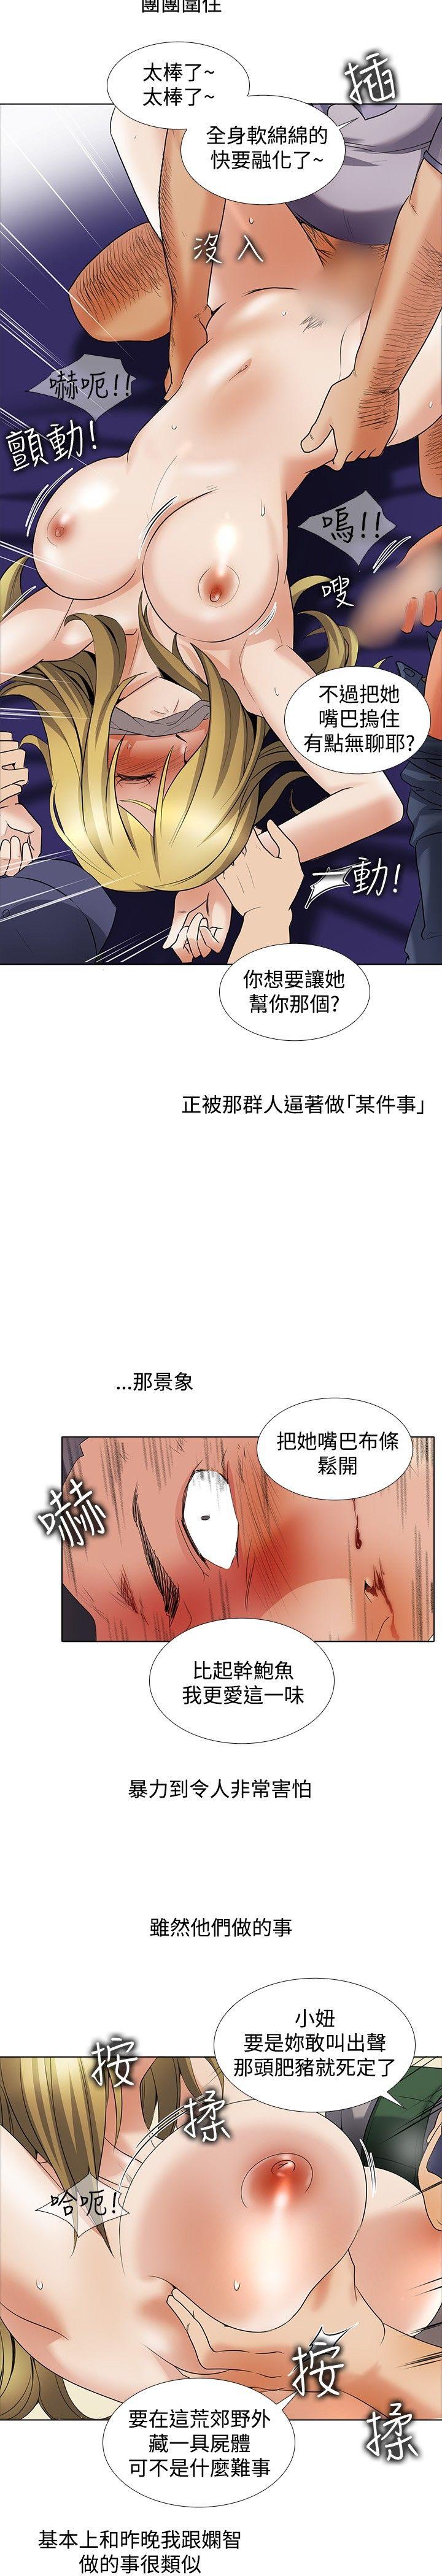 團團圍住
太棒了~
太棒了~
插
全身軟綿綿的
快要融化了~
沒入
嚇呃!!
顫動!
嗚!!
嗖
不過把她
嘴巴摀住
有點無聊耶?
動!
你想要讓她
幫你那個?
正被那群人逼著做「某件事」
...那景象
把她嘴巴布條
鬆開
嚇
比起幹鮑魚
我更愛這一味
暴力到令人非常害怕
雖然他們做的事
小妞
要是妳敢叫出聲
那頭肥豬就死定了
按
揉
哈呃!
按
揉
要在這荒郊野外
藏一具屍體
可不是什麼難事
基本上和昨晚我跟嫻智
做的事很類似